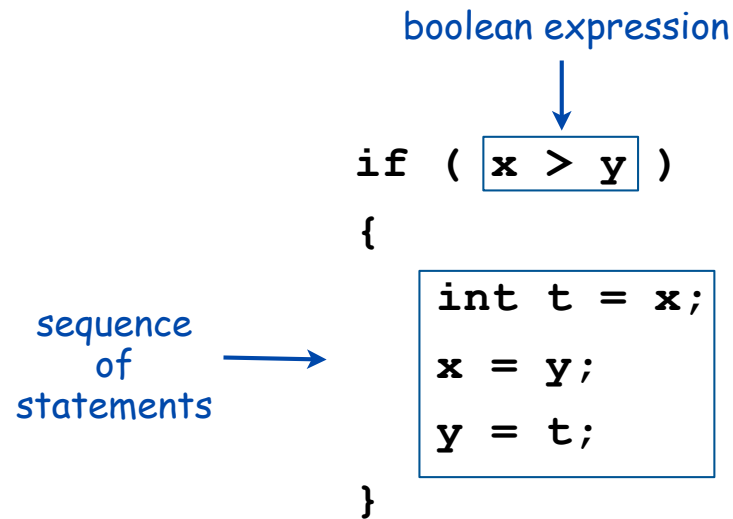 boolean expression
if ( x > y )
{
int t = x;
sequence
of
statements
x = y;
y = t;
}